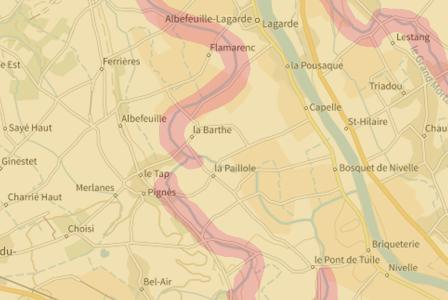 Albefeuille-Lagarde
Lagarde
Lestang
Flamarenc
e Est
Ferrières
la Pousaque
le Grand Mort
Triadou
Capelle
Sayé Haut
Albefeuille
St-Hilaire
la Barthe
Chau
Ginestet
le Tap
la Paillole
Bosquet de Nivelle
Merlanes
Pignès
Charrié Haut
Choisi
du-
Briqueterie
le Pont de Tuile
Nivelle
Bel-Air